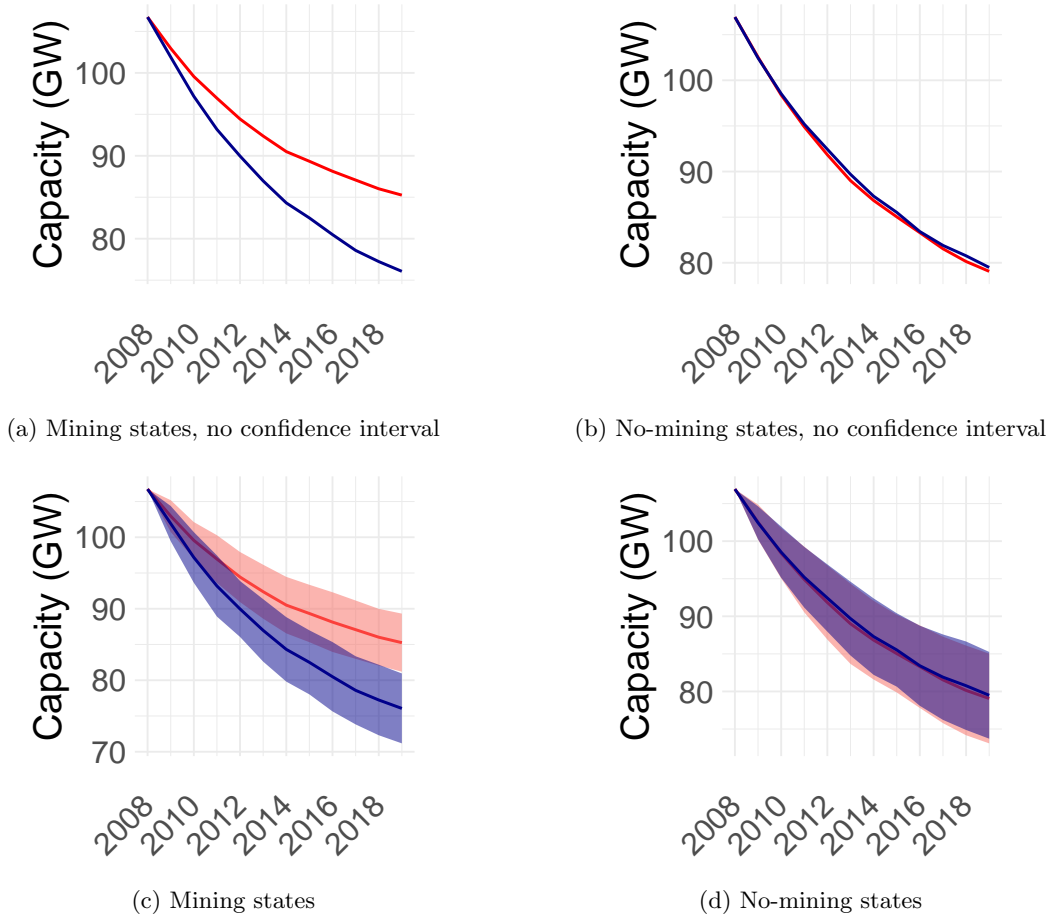 Capacity (GW)
100
90
80
2008 2010 2012 2014 2016 2018
(a) Mining states, no confidence interval
Capacity (GW)
100
90
80
2008 2010 2012 2014 2016 2018
(b) No-mining states, no confidence interval
Capacity (GW)
100
90
80
70
2008 2010 2012 2014 2016 2018
(c) Mining states
Capacity (GW)
100
90
80
2008 2010 2012 2014 2016 2018
(d) No-mining states